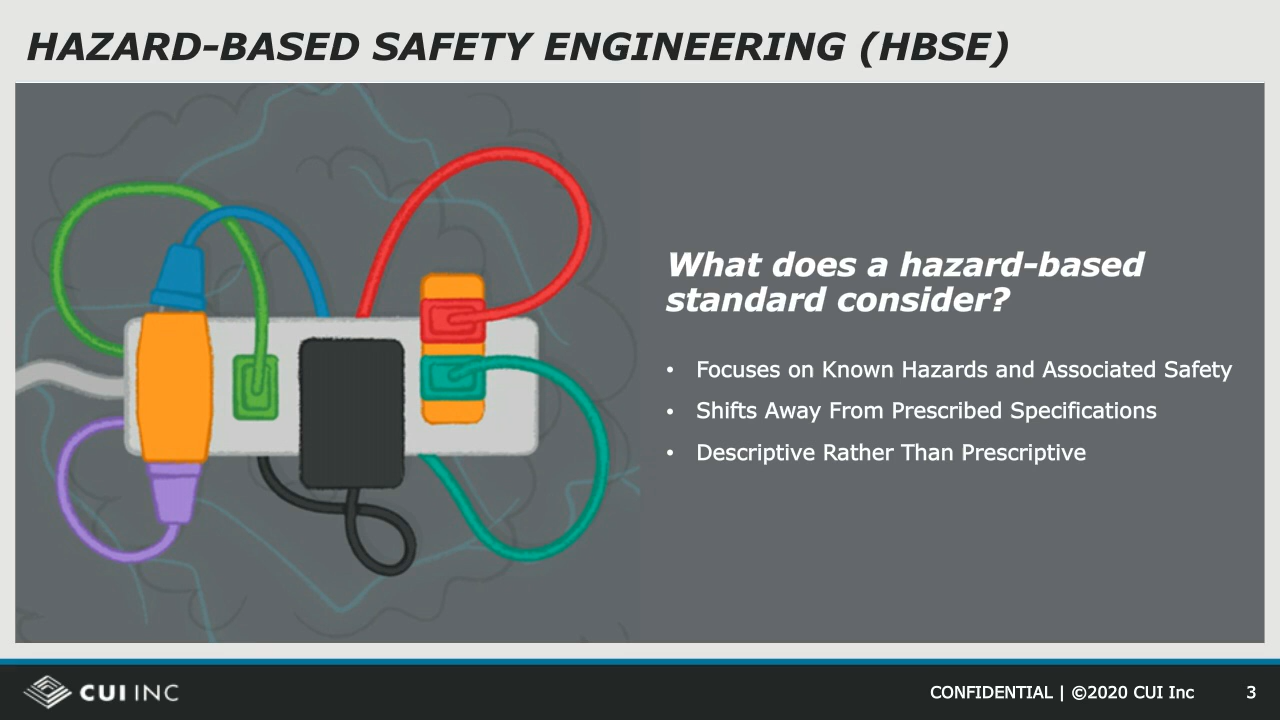 HAZARD-BASED SAFETY ENGINEERING (HBSE)
What does a hazard-based
standard consider?
• Focuses on Known Hazards and Associated Safety
• Shifts Away From Prescribed Specifications
• Descriptive Rather Than Prescriptive
CUI INC
CONFIDENTIAL | ©2020 CUI Inc 3